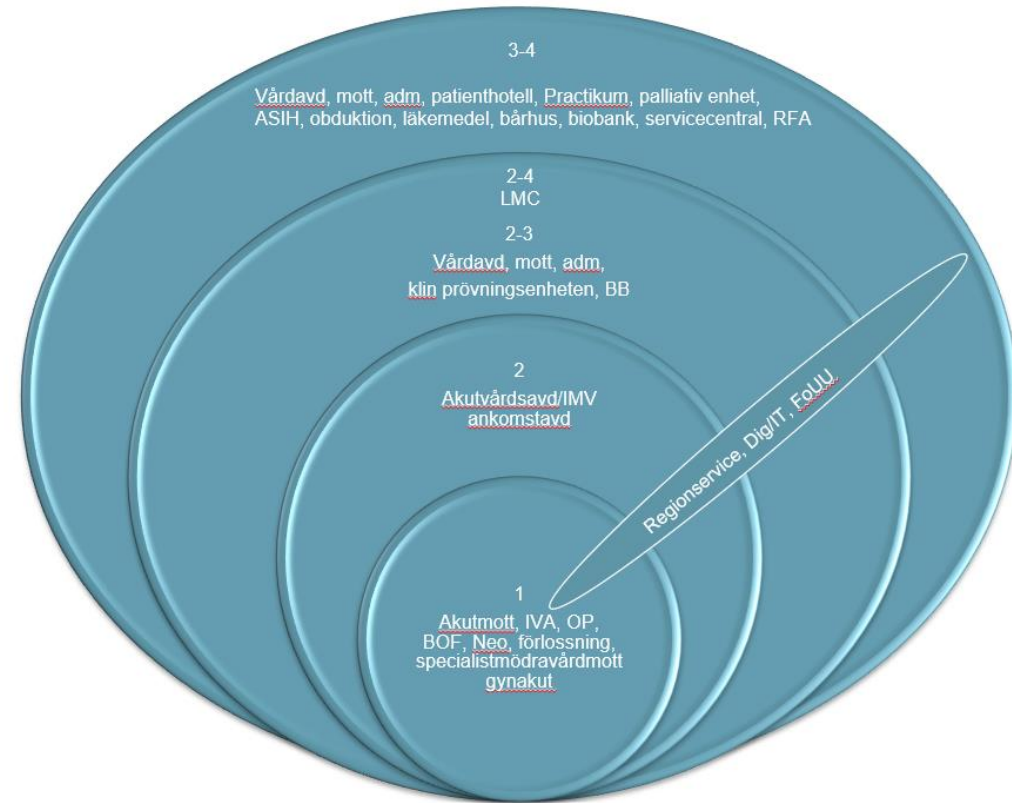 3-4
Vårdavd, mott, adm, patienthotell, Practikum, palliativ enhet,
ASIH, obduktion, läkemedel, bårhus, biobank, servicecentral, RFA
2-4
LMC
2-3
Vårdavd, mott, adm,
klin prövningsenheten, BB
2
Akutvårdsavd/IMV
ankomstavd
Regionservice, Dig/IT, FoUU
1
Akutmott, IVA, OP,
BOF, Neo, förlossning,
specialistmödravårdmott
gynakut